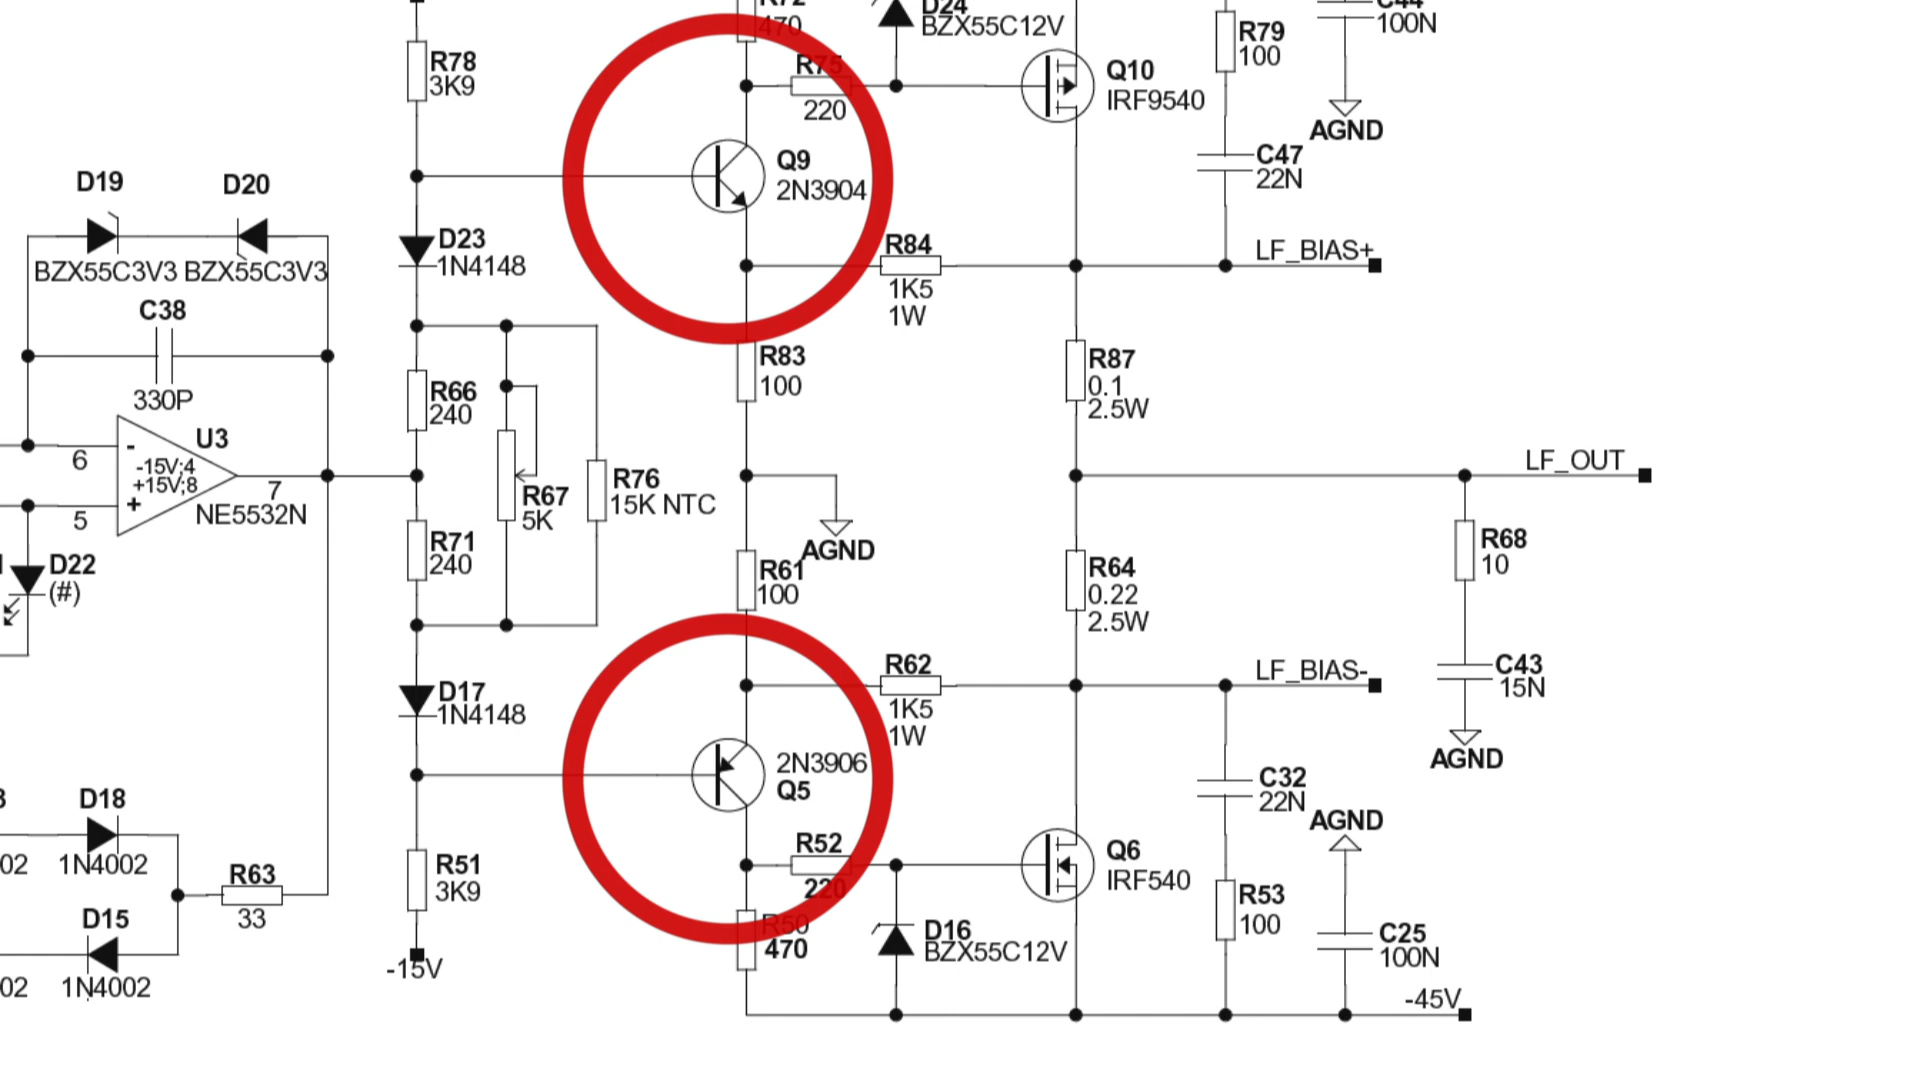 R72
470
D24
BZX55C12V
C44
100N
R79
100
R78
3K9
R75
220
Q10
IRF9540
AGND
Q9
2N3904
C47
22N
D19
D20
BZX55C3V3
BZX55C3V3
D23
1N4148
R84
1K5
1W
LF_BIAS+
C38
330P
R83
100
R87
0.1
2.5W
R66
240
U3
-15V;4
+15V;8
NE5532N
6
5
7
-
+
R67
5K
R76
15K NTC
LF_OUT
AGND
R71
240
R61
100
R64
0.22
2.5W
R68
10
D22
(#)
D17
1N4148
R62
1K5
1W
LF_BIAS-
C43
15N
AGND
2N3906
Q5
C32
22N
AGND
D18
1N4002
02
R63
33
D15
1N4002
02
R51
3K9
-15V
R52
220
R50
470
Q6
IRF540
D16
BZX55C12V
R53
100
C25
100N
-45V